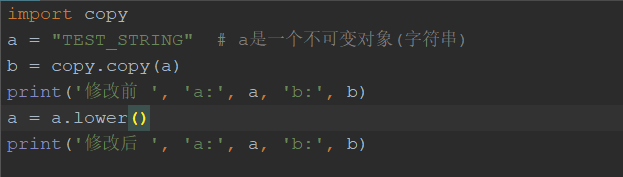 import copy
a = "TEST_STRING"  # a是一个不可变对象(字符串)
b = copy.copy(a)
print('修改前 ', 'a:', a, 'b:', b)
a = a.lower()
print('修改后 ', 'a:', a, 'b:', b)